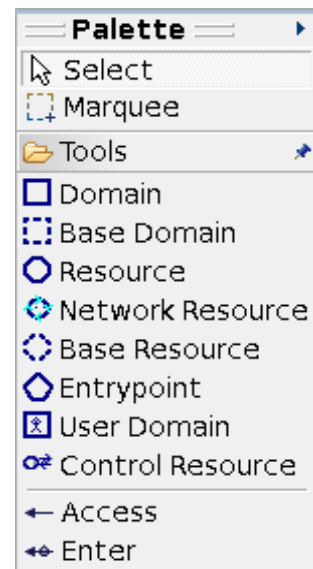 Palette
Select
Marquee
Tools
Domain
Base Domain
Resource
Network Resource
Base Resource
Entrypoint
User Domain
Control Resource
Access
Enter